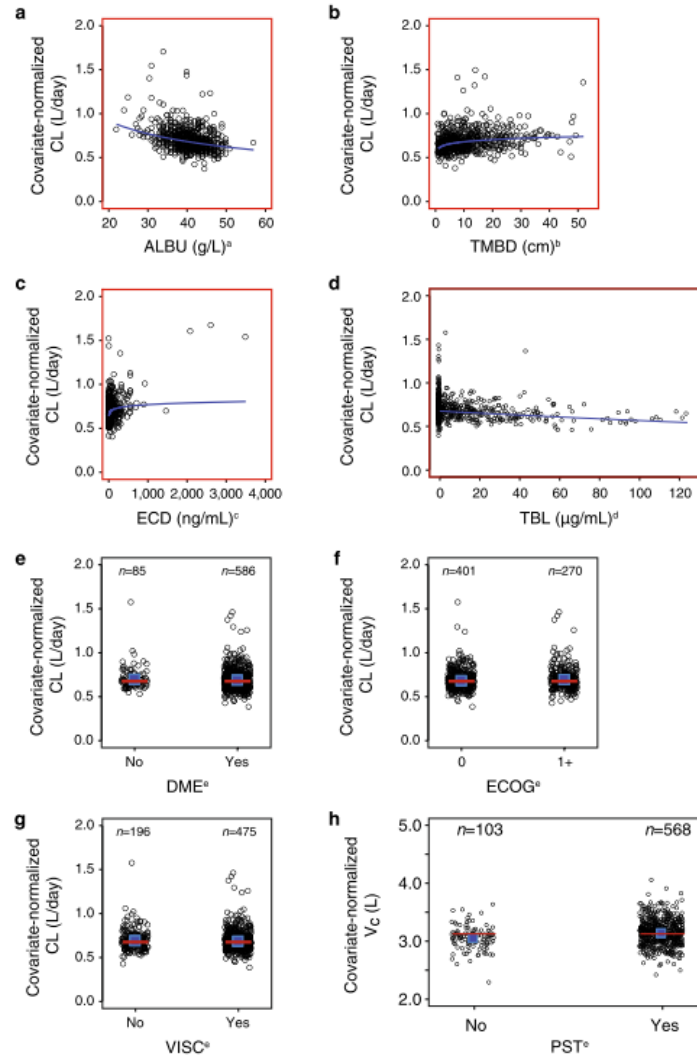 a
b
Covariate-normalized
CL (L/day)
2.0
1.5
1.0
0.5
0.0
20 30 40 50 60
ALBU (g/L)ᵃ
Covariate-normalized
CL (L/day)
2.0
1.5
1.0
0.5
0.0
0 10 20 30 40 50
TMBD (cm)ᵇ
c
d
Covariate-normalized
CL (L/day)
2.0
1.5
1.0
0.5
0.0
0 1,000 2,000 3,000 4,000
ECD (ng/mL)ᶜ
Covariate-normalized
CL (L/day)
2.0
1.5
1.0
0.5
0.0
0 20 40 60 80 100 120
TBL (µg/mL)ᵈ
e
f
Covariate-normalized
CL (L/day)
2.0
1.5
1.0
0.5
0.0
n=85 n=586
No Yes
DMEᵉ
Covariate-normalized
CL (L/day)
2.0
1.5
1.0
0.5
0.0
n=401 n=270
0 1+
ECOGᵉ
g
h
Covariate-normalized
CL (L/day)
2.0
1.5
1.0
0.5
0.0
n=196 n=475
No Yes
VISCᵉ
Covariate-normalized
Vc (L)
5.0
4.0
3.0
2.0
n=103 n=568
No Yes
PSTᵉ